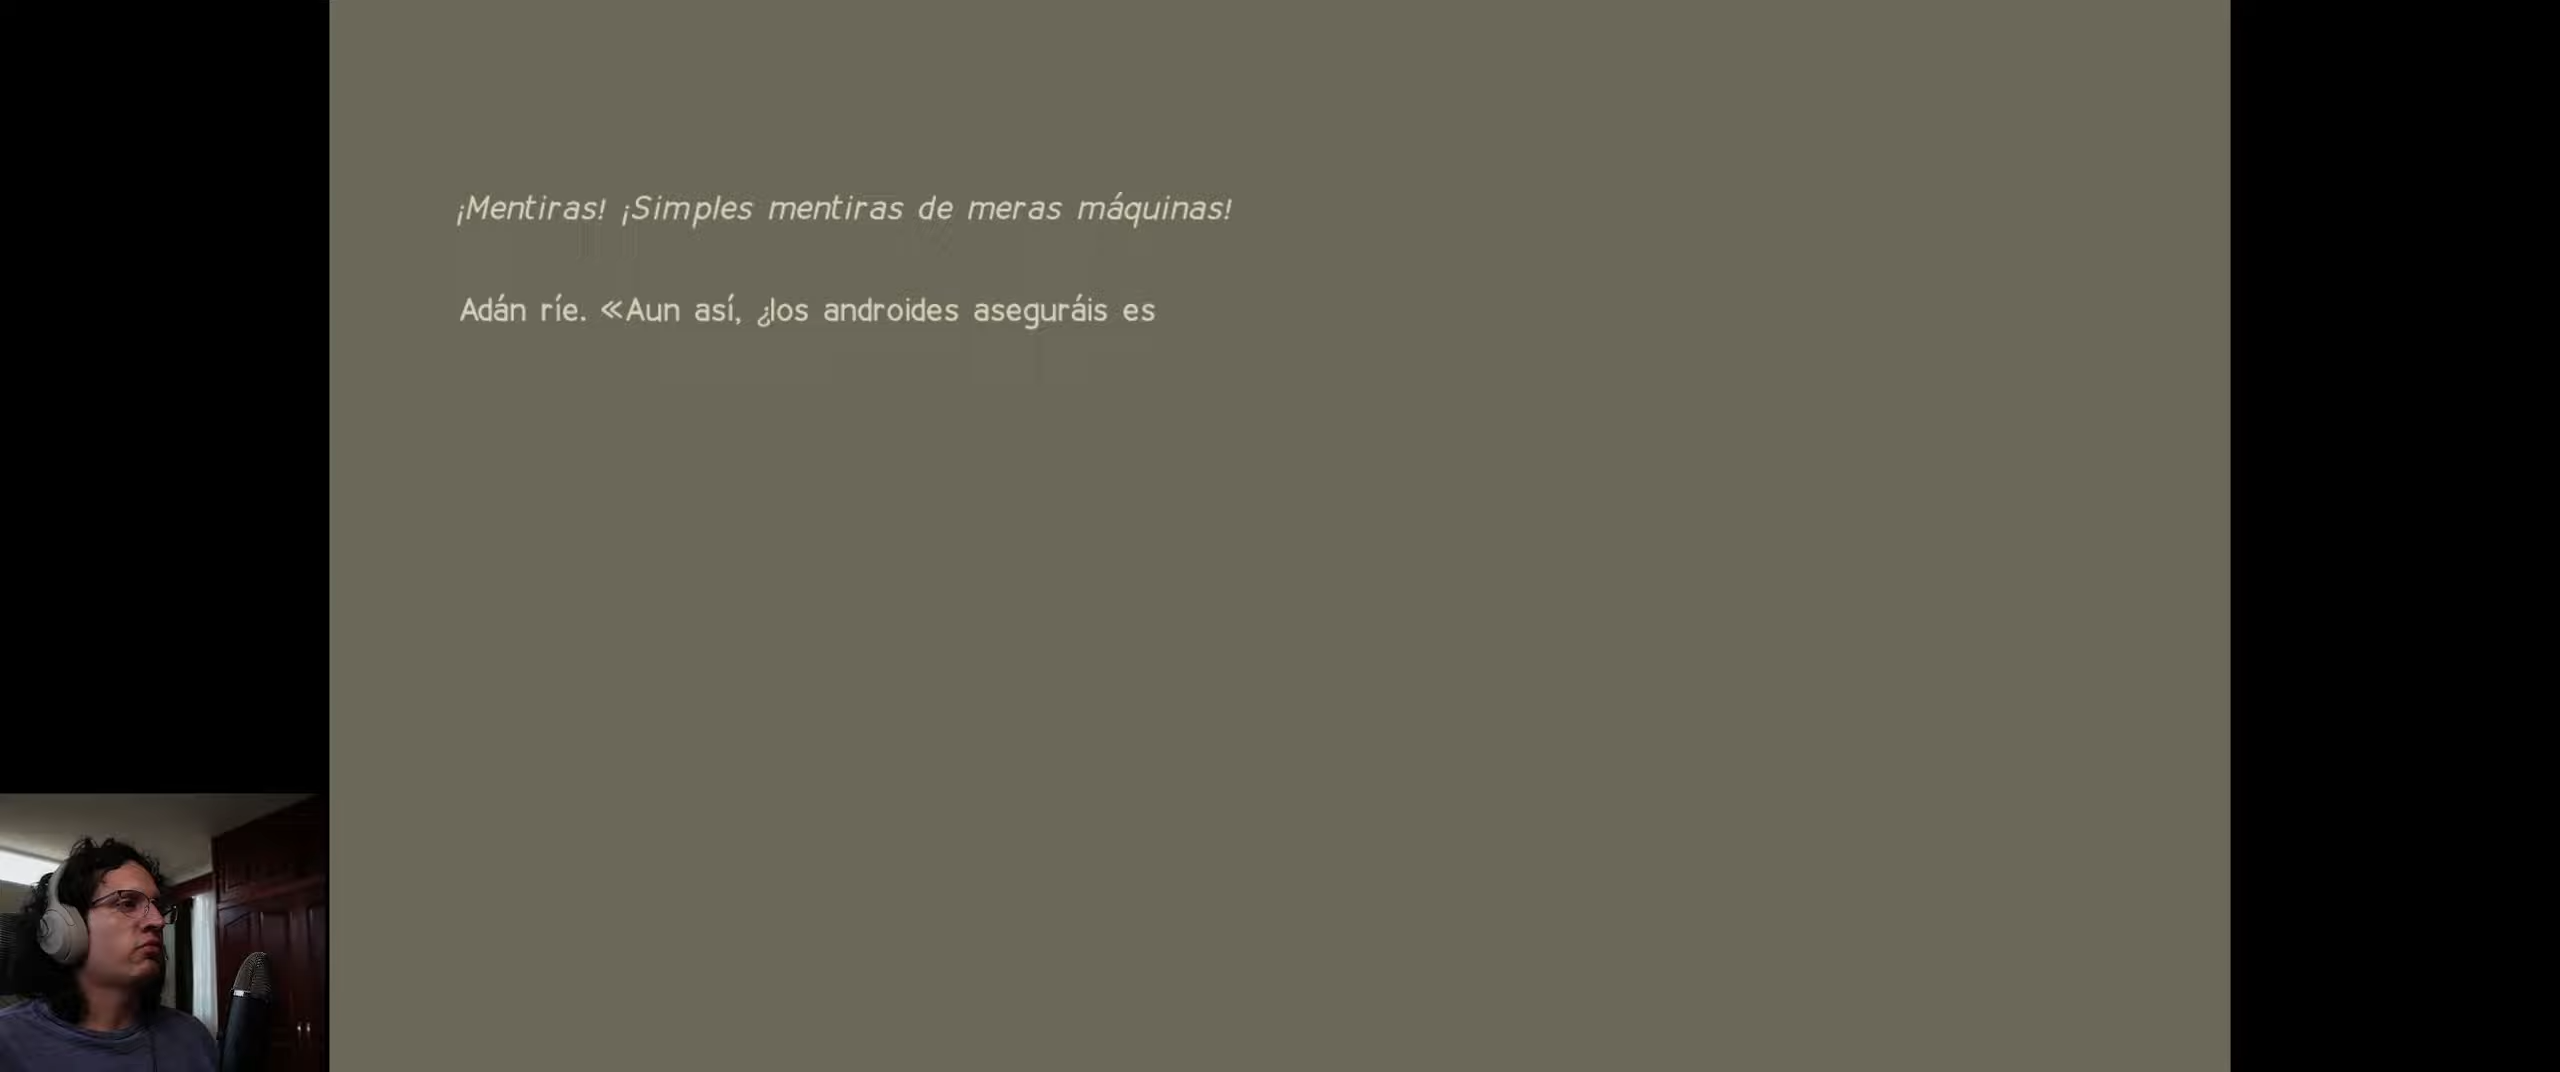 ¡Mentiras! ¡Simples mentiras de meras máquinas!
Adán ríe. «Aun así, ¿los androides aseguráis es